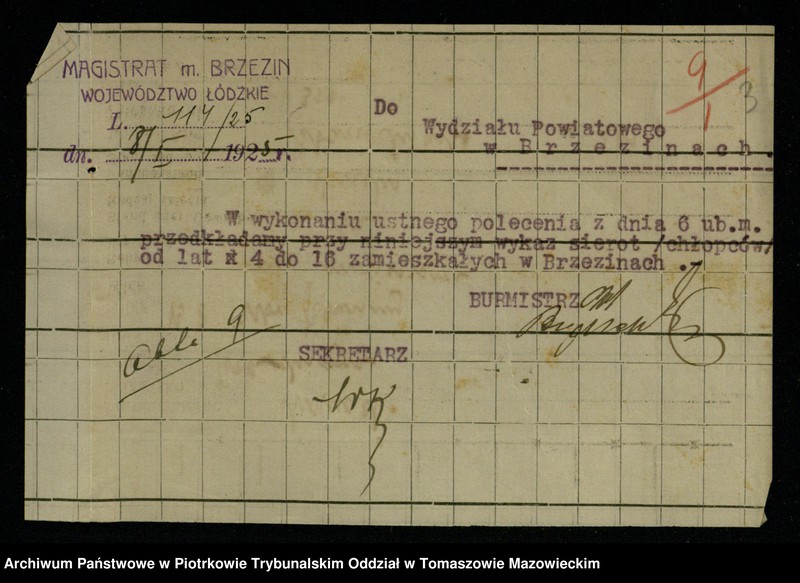 MAGISTRAT m. BRZEZIN
WOJEWÓDZTWO ŁÓDZKIE
L. 114/25
dn. 8/I 1925 r.
9/1
3
Do
Wydziału Powiatowego
w Brzezinach.
W wykonaniu ustnego polecenia z dnia 6 ub.m.
przedkładamy przy niniejszym wykaz sierot /chłopców/
od lat 4 do 16 zamieszkałych w Brzezinach.
BURMISTRZ
SEKRETARZ
Archiwum Państwowe w Piotrkowie Trybunalskim Oddział w Tomaszowie Mazowieckim